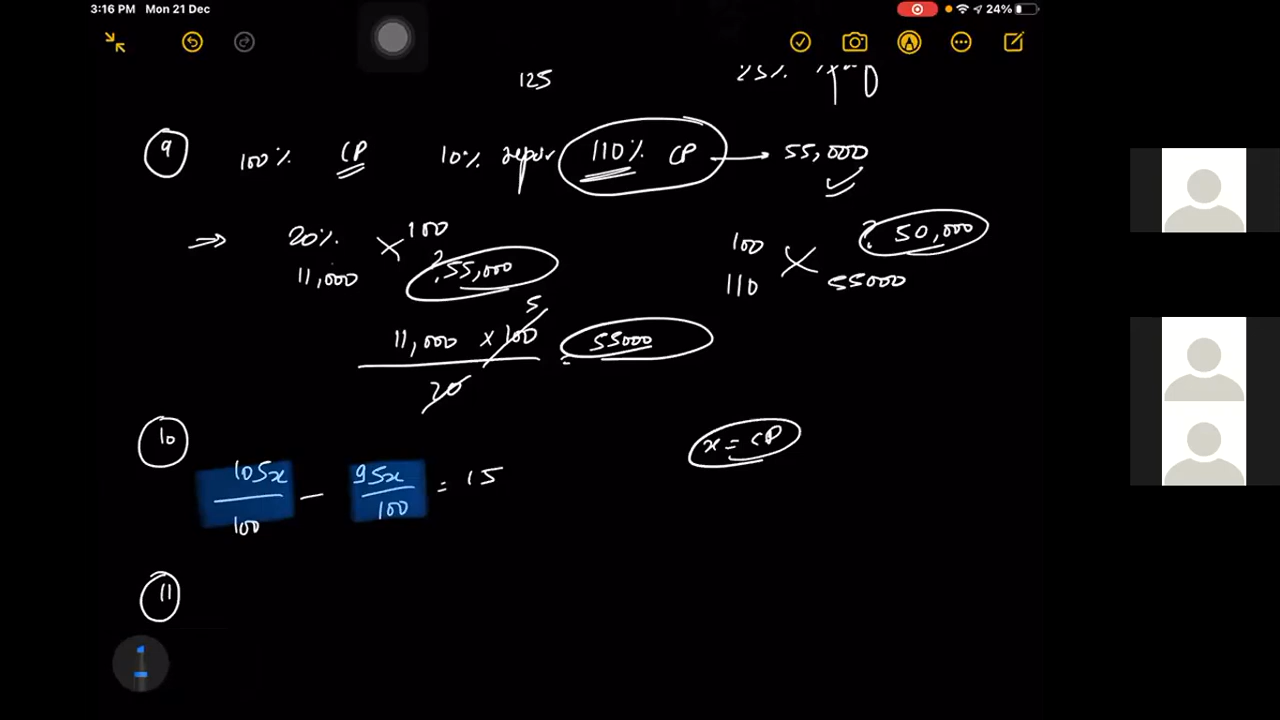 3:16 PM Mon 21 Dec 24%
125 25%
9 100% CP 10% repair 110% CP → 55,000
⇒ 20% 100 ? 50,000
11,000 ? 55,000 100
110 55000
11,000 × 100 5 = 55000
20
10 x = CP
105x/100 − 95x/100 = 15
11